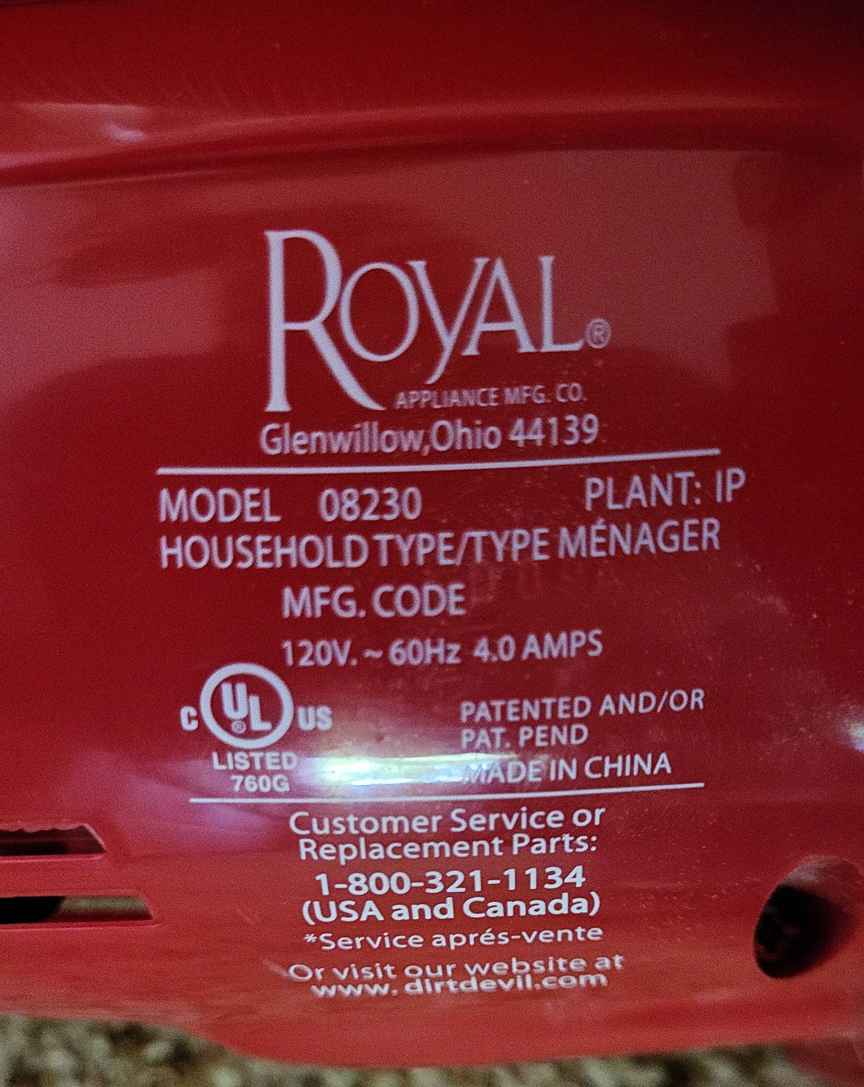 ROYAL®
APPLIANCE MFG. CO.
Glenwillow,Ohio 44139
MODEL 08230 PLANT: IP
HOUSEHOLD TYPE/TYPE MÉNAGER
MFG. CODE
120V. ~ 60Hz 4.0 AMPS
C UL® US
LISTED
760G
PATENTED AND/OR
PAT. PEND
MADE IN CHINA
Customer Service or
Replacement Parts:
1-800-321-1134
(USA and Canada)
*Service aprés-vente
Or visit our website at
www. dirtdevil.com